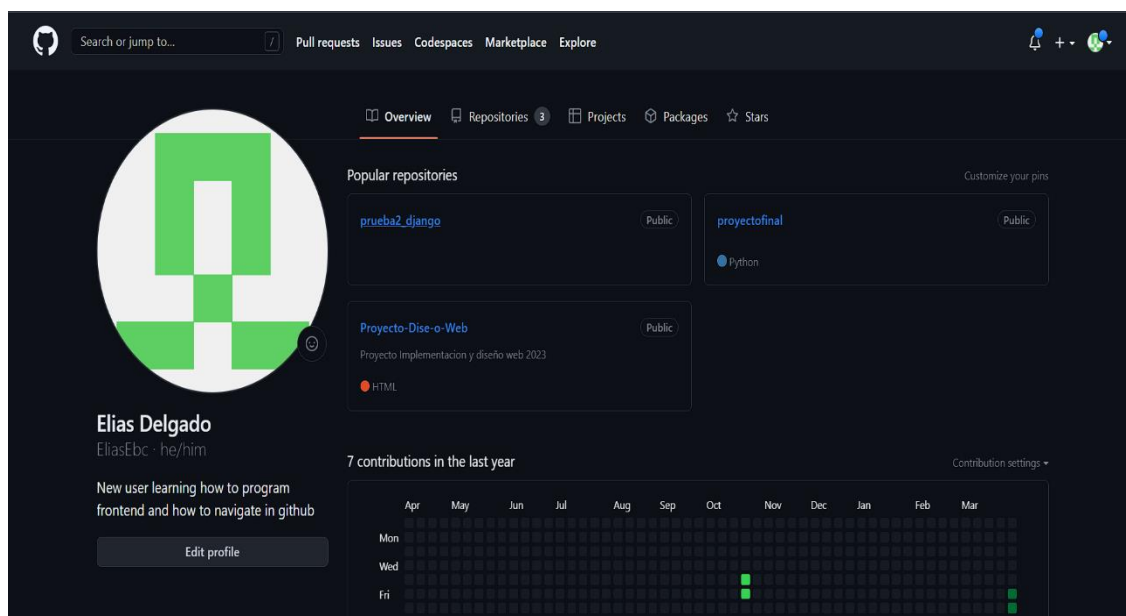 Search or jump to... / Pull requests Issues Codespaces Marketplace Explore
Overview Repositories 3 Projects Packages Stars
Popular repositories Customize your pins
prueba2_django Public
proyectofinal Public
Python
Proyecto-Dise-o-Web Public
Proyecto Implementacion y diseño web 2023
HTML
Elias Delgado
EliasEbc · he/him
New user learning how to program
frontend and how to navigate in github
Edit profile
7 contributions in the last year Contribution settings
Apr May Jun Jul Aug Sep Oct Nov Dec Jan Feb Mar
Mon
Wed
Fri